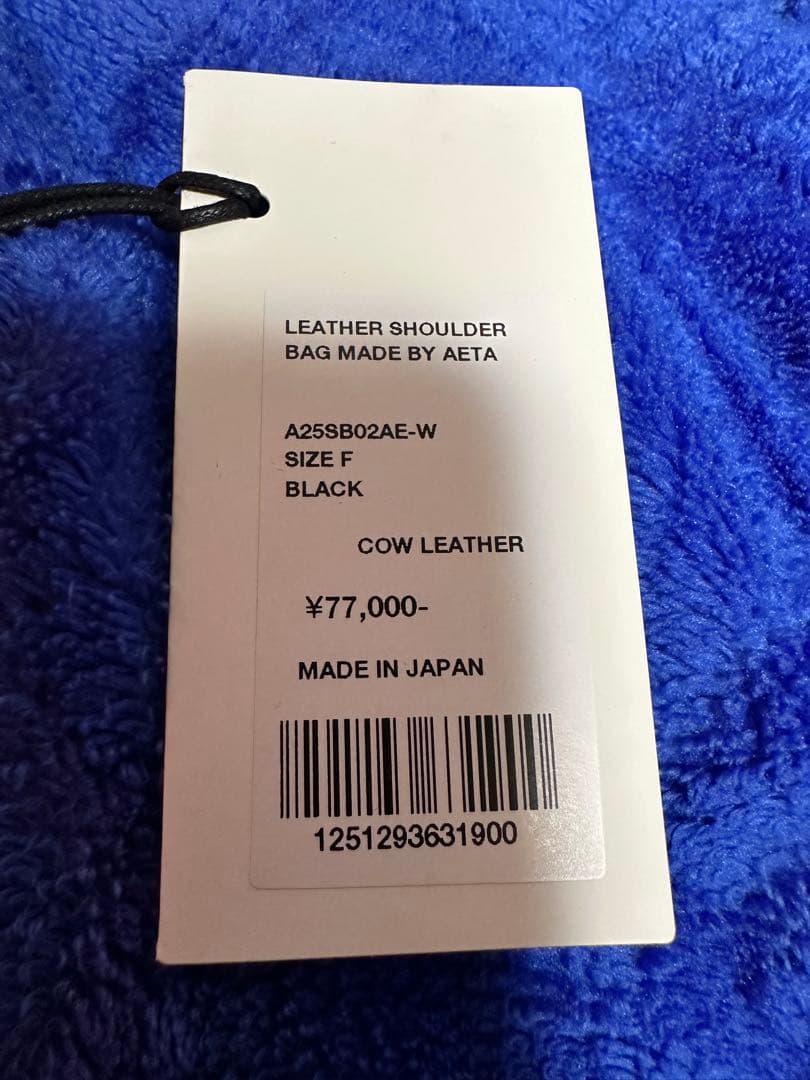 LEATHER SHOULDER
BAG MADE BY AETA
A25SB02AE-W
SIZE F
BLACK
COW LEATHER
¥77,000-
MADE IN JAPAN
1251293631900